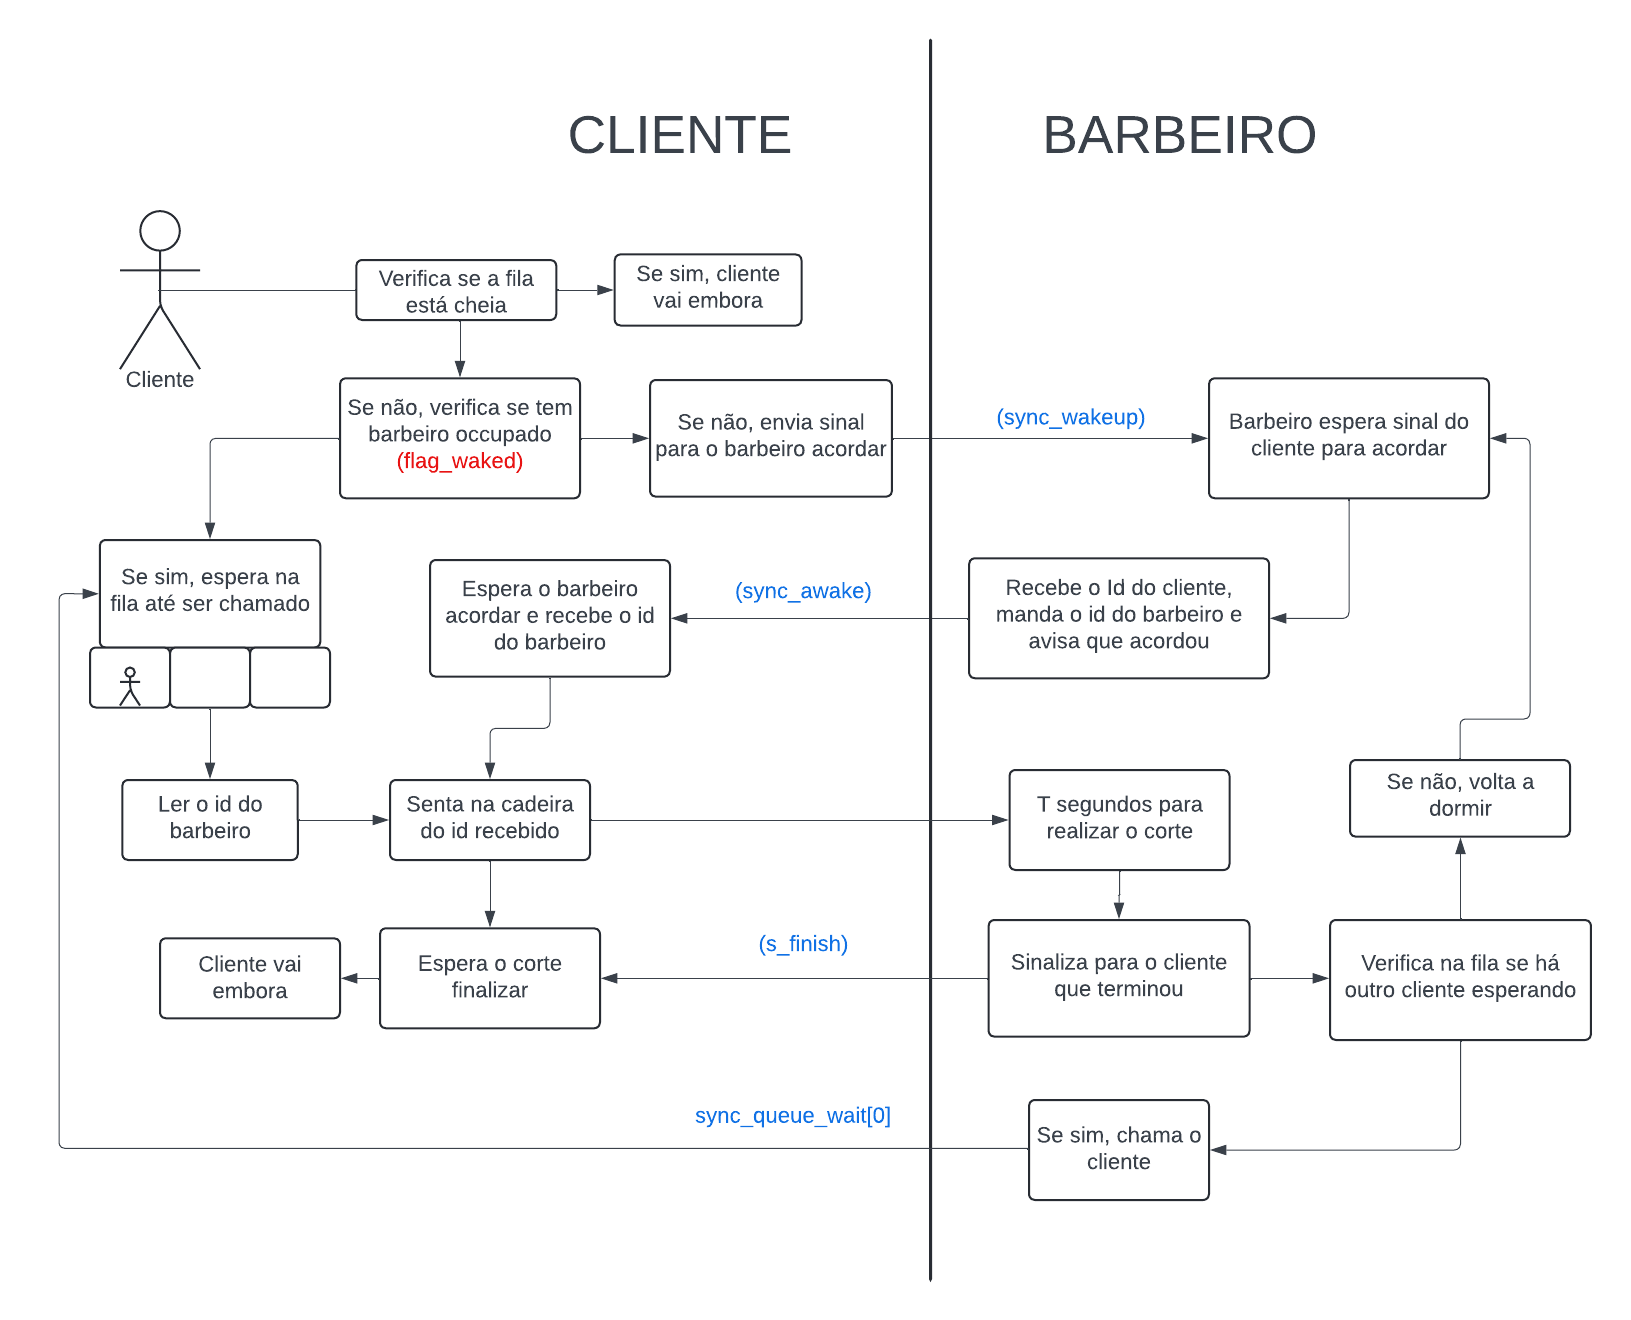 CLIENTE
BARBEIRO
Cliente
Verifica se a fila
está cheia
Se sim, cliente
vai embora
Se não, verifica se tem
barbeiro occupado
(flag_waked)
Se não, envia sinal
para o barbeiro acordar
(sync_wakeup)
Barbeiro espera sinal do
cliente para acordar
Se sim, espera na
fila até ser chamado
Espera o barbeiro
acordar e recebe o id
do barbeiro
(sync_awake)
Recebe o Id do cliente,
manda o id do barbeiro e
avisa que acordou
Ler o id do
barbeiro
Senta na cadeira
do id recebido
T segundos para
realizar o corte
Se não, volta a
dormir
Cliente vai
embora
Espera o corte
finalizar
(s_finish)
Sinaliza para o cliente
que terminou
Verifica na fila se há
outro cliente esperando
sync_queue_wait[0]
Se sim, chama o
cliente